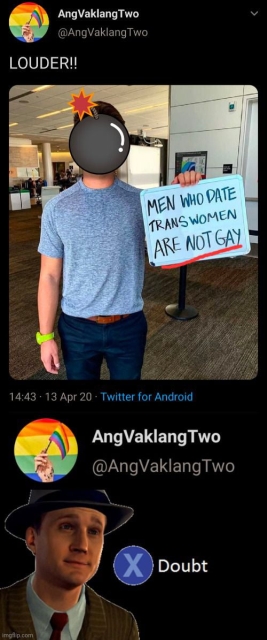 AngVaklangTwo
@AngVaklangTwo
LOUDER!!
MEN WHO DATE
TRANS WOMEN
ARE NOT GAY
14:43 · 13 Apr 20 · Twitter for Android
AngVaklangTwo
@AngVaklangTwo
X Doubt
imgflip.com